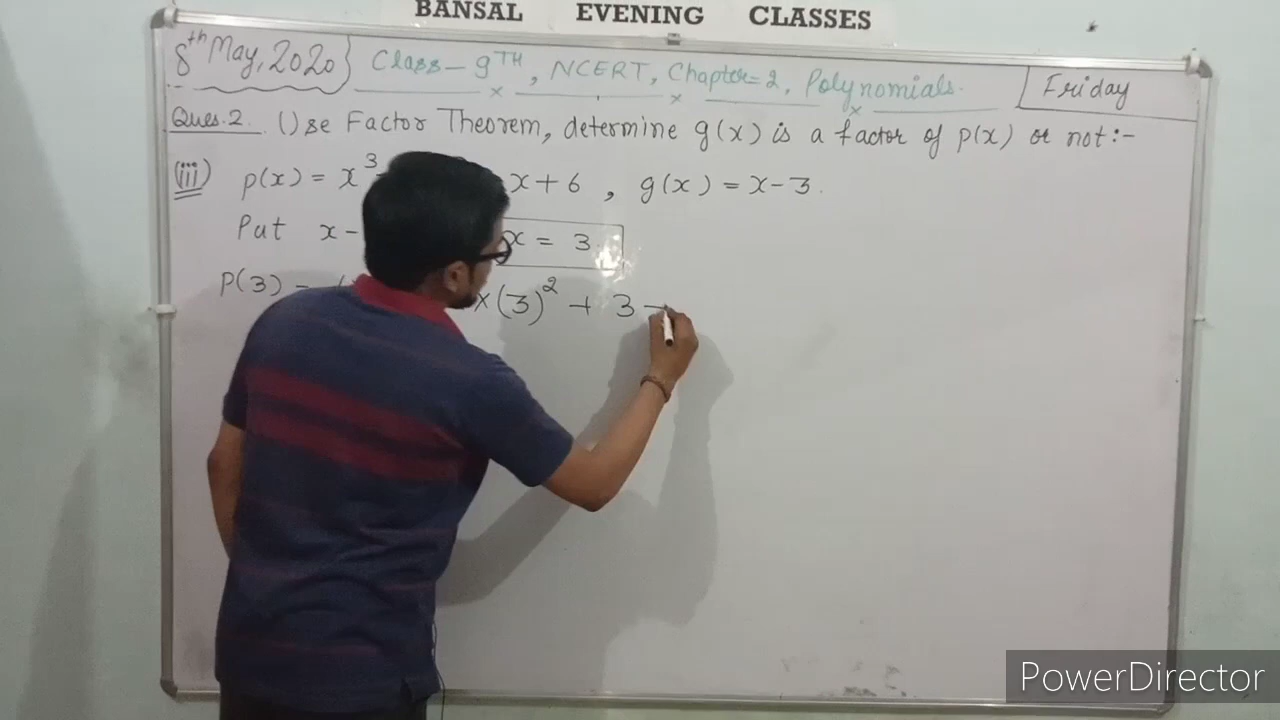 BANSAL EVENING CLASSES
8th May, 2020 } Class - 9TH, NCERT, Chapter = 2, Polynomials. Friday
Ques. 2. Use Factor Theorem, determine g(x) is a factor of p(x) or not :-
(iii) p(x) = x³ x + 6 , g(x) = x - 3.
Put x - x = 3
P(3) = x (3)² + 3
PowerDirector